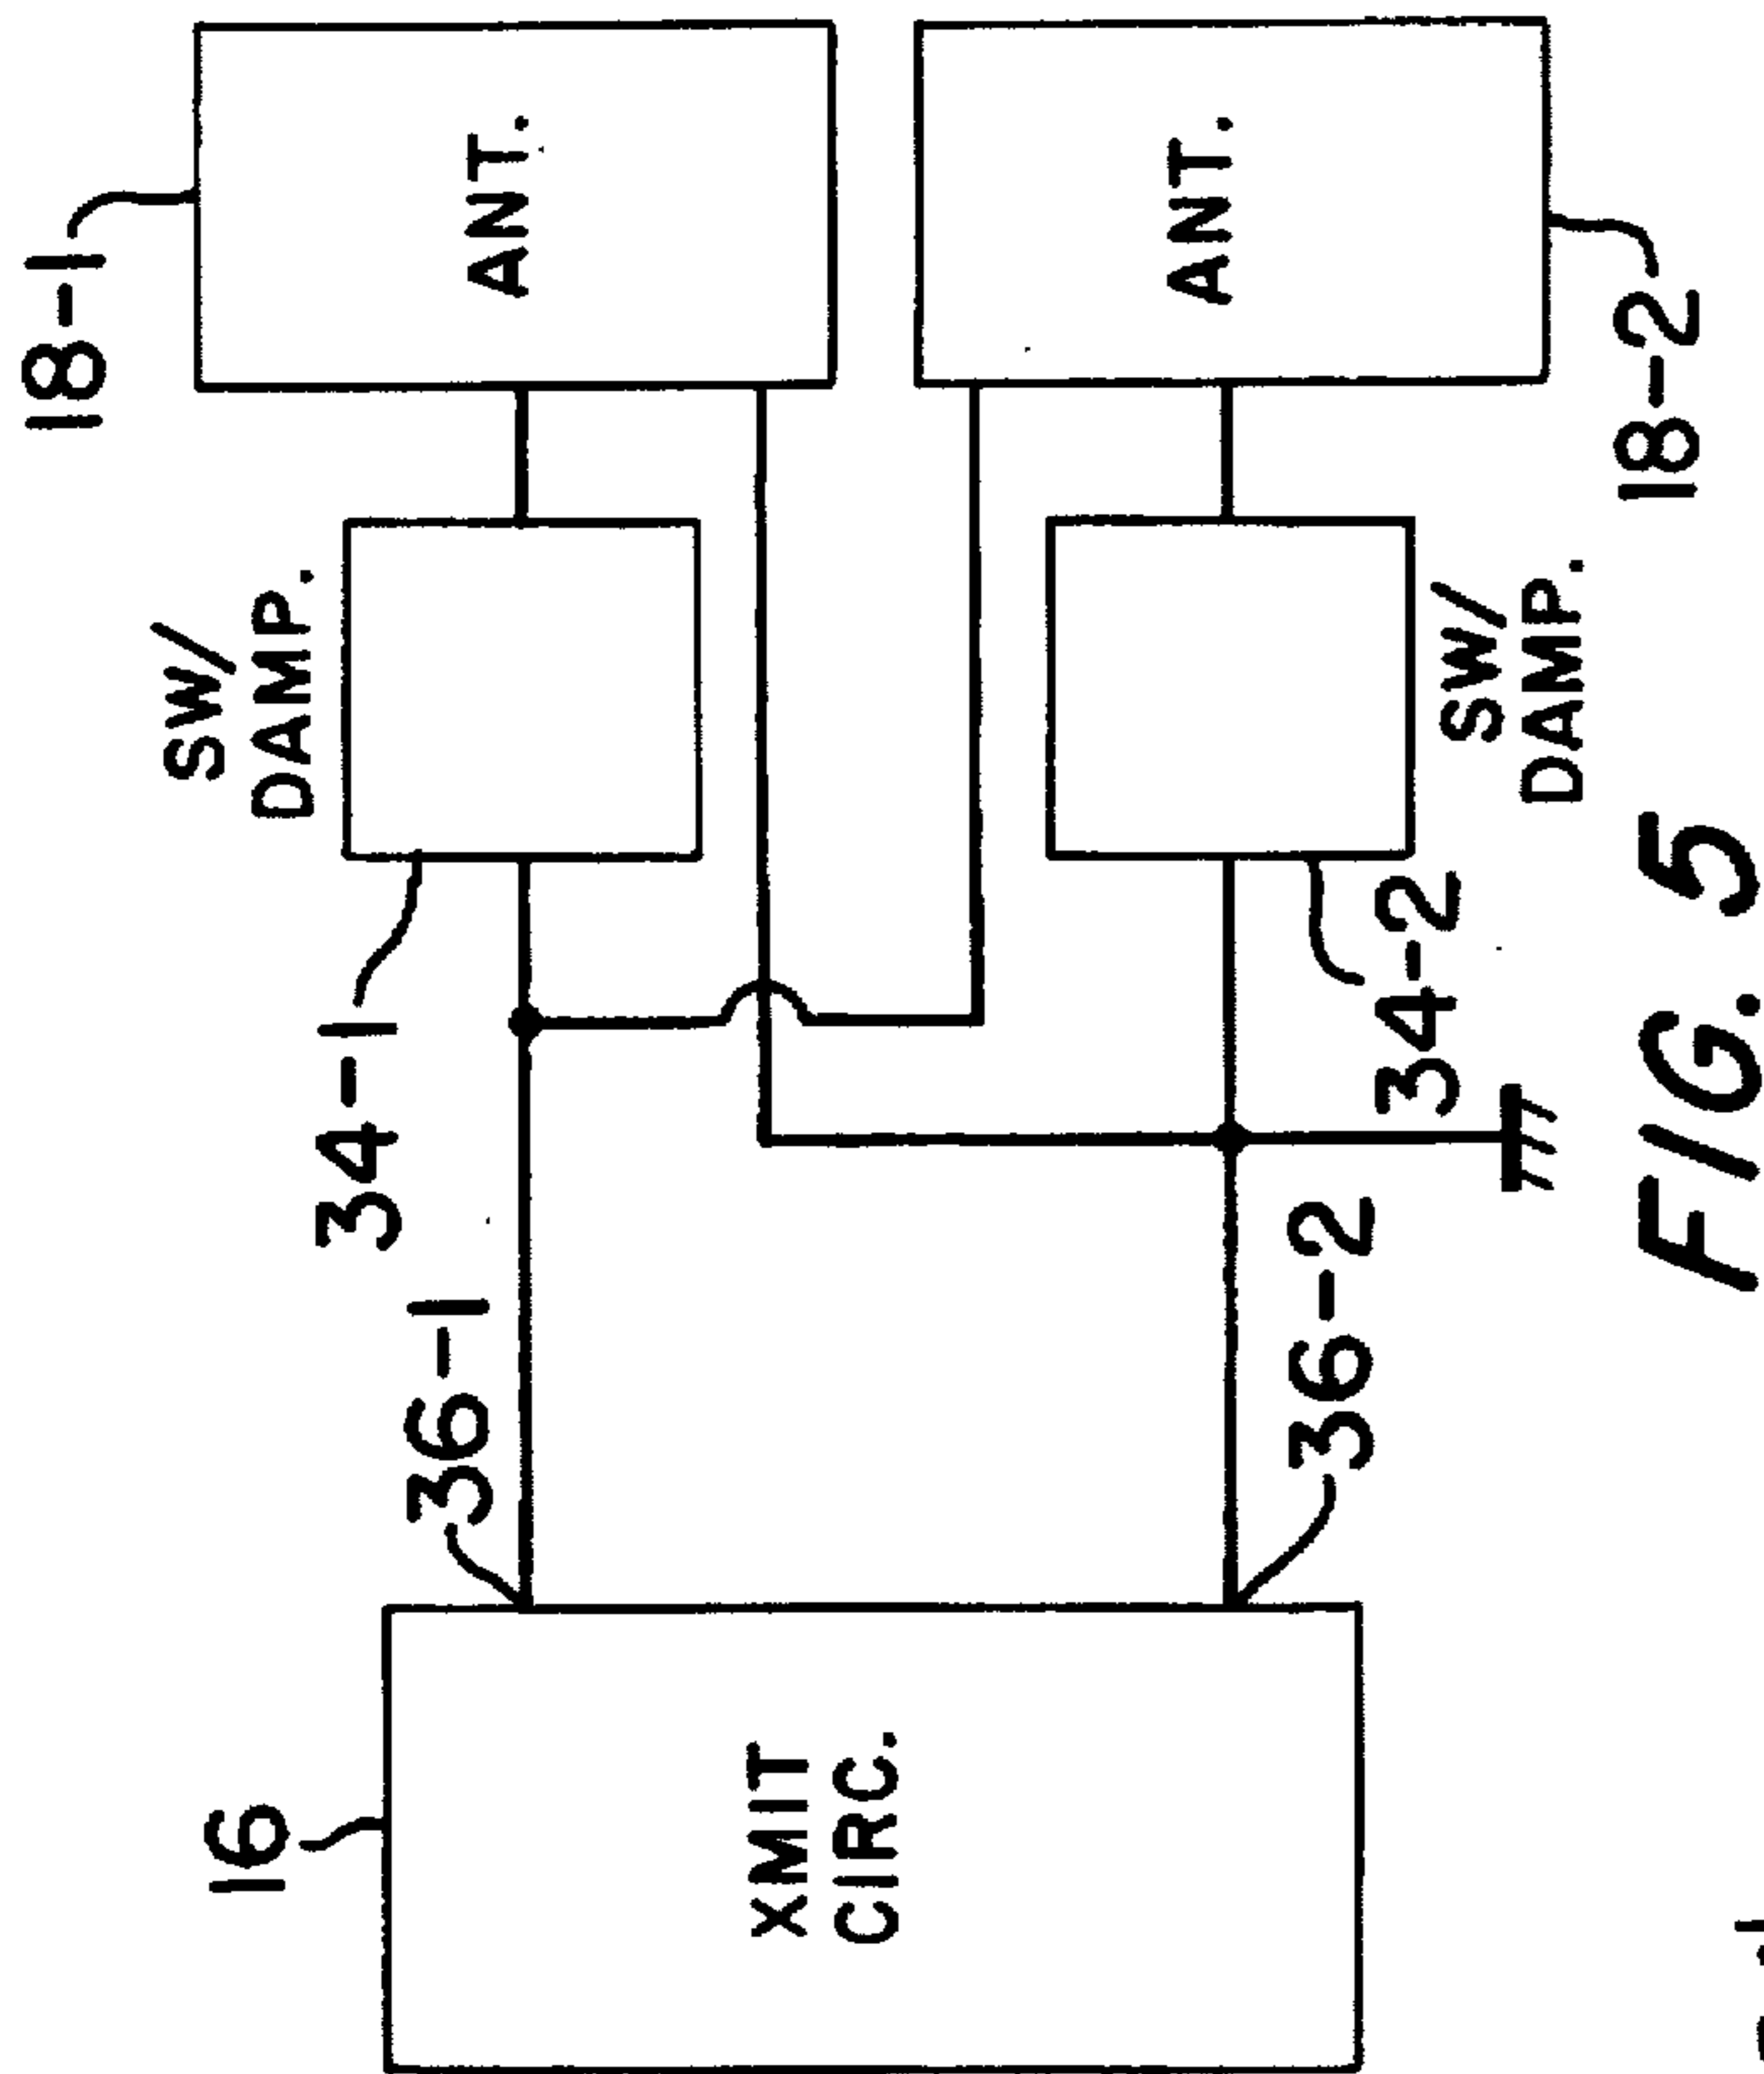 18-1
ANT.
SW/
DAMP.
34-1
36-1
16
XMIT
CIRC.
ANT.
18-2
SW/
DAMP.
34-2
36-2
FIG. 5